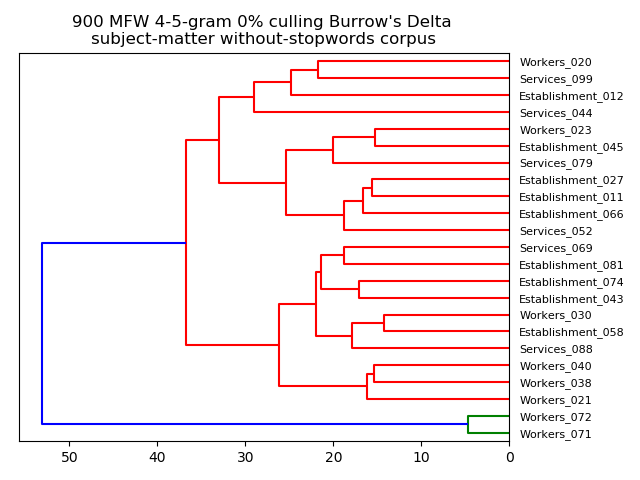 900 MFW 4-5-gram 0% culling Burrow's Delta
subject-matter without-stopwords corpus
Workers_020
Services_099
Establishment_012
Services_044
Workers_023
Establishment_045
Services_079
Establishment_027
Establishment_011
Establishment_066
Services_052
Services_069
Establishment_081
Establishment_074
Establishment_043
Workers_030
Establishment_058
Services_088
Workers_040
Workers_038
Workers_021
Workers_072
Workers_071
50 40 30 20 10 0